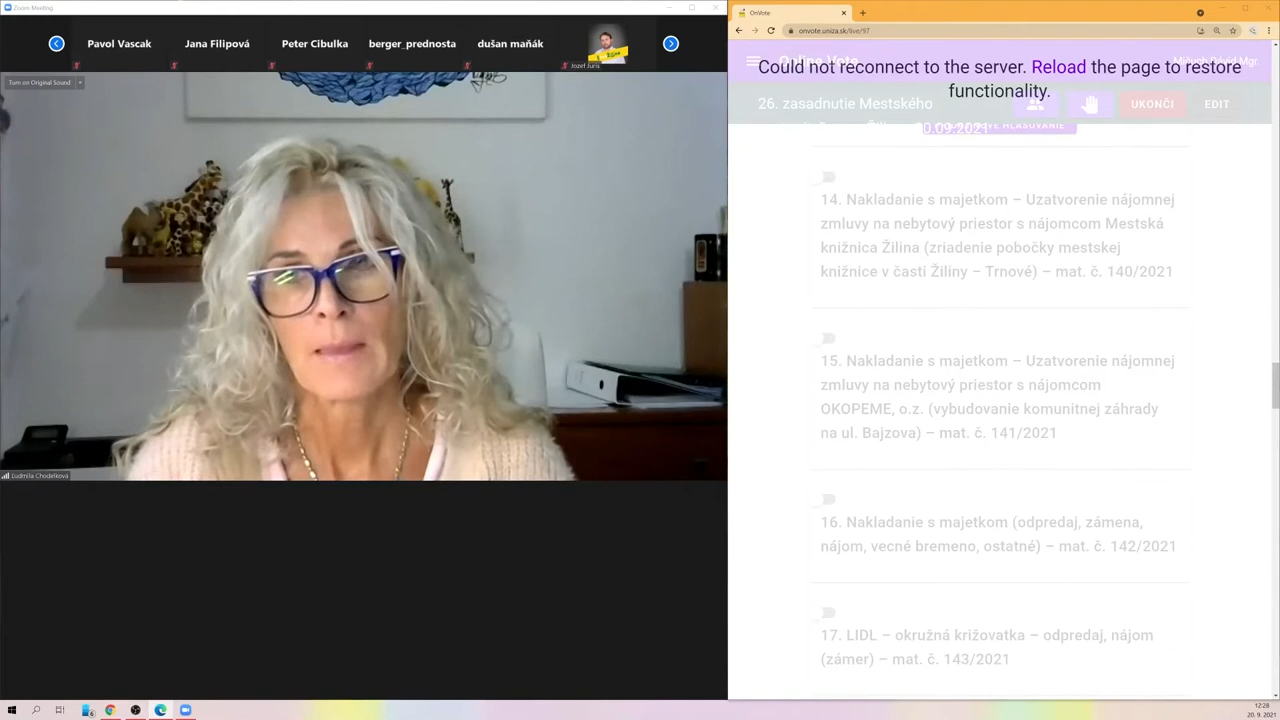 Zoom Meeting
Pavol Vascak
Jana Filipová
Peter Cibulka
berger_prednosta
dušan maňák
Jozef Juris
Turn on Original Sound
Ľudmila Chodelková
OnVote
onvote.uniza.sk/live/97
Could not reconnect to the server. Reload the page to restore
functionality.
26. zasadnutie Mestského
20.09.2021
UKONČI
EDIT
14. Nakladanie s majetkom – Uzatvorenie nájomnej
zmluvy na nebytový priestor s nájomcom Mestská
knižnica Žilina (zriadenie pobočky mestskej
knižnice v časti Žiliny – Trnové) – mat. č. 140/2021
15. Nakladanie s majetkom – Uzatvorenie nájomnej
zmluvy na nebytový priestor s nájomcom
OKOPEME, o.z. (vybudovanie komunitnej záhrady
na ul. Bajzova) – mat. č. 141/2021
16. Nakladanie s majetkom (odpredaj, zámena,
nájom, vecné bremeno, ostatné) – mat. č. 142/2021
17. LIDL – okružná križovatka – odpredaj, nájom
(zámer) – mat. č. 143/2021
12:28
20. 9. 2021